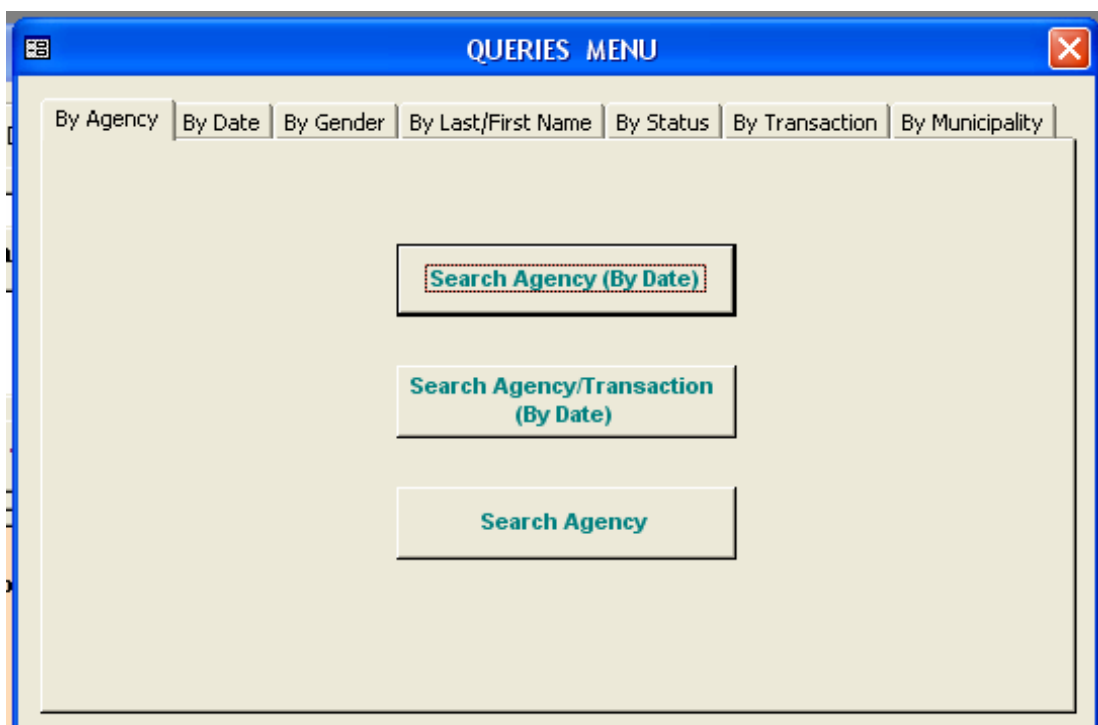 QUERIES MENU
By Agency By Date By Gender By Last/First Name By Status By Transaction By Municipality
Search Agency (By Date)
Search Agency/Transaction
(By Date)
Search Agency